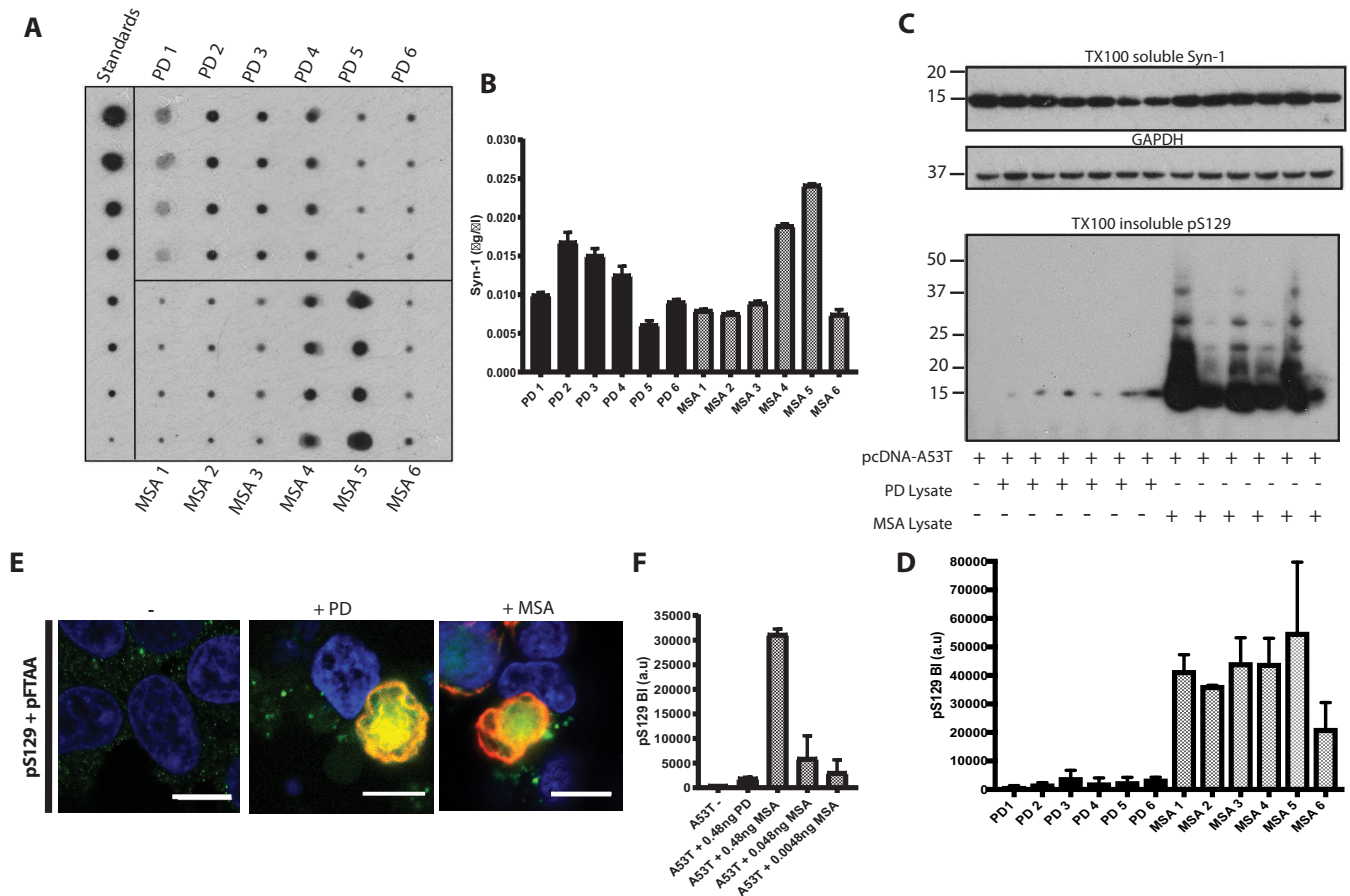 A
Standards
PD 1
PD 2
PD 3
PD 4
PD 5
PD 6
MSA 1
MSA 2
MSA 3
MSA 4
MSA 5
MSA 6
B
Syn-1 (�g/�l)
0.030
0.025
0.020
0.015
0.010
0.005
0.000
PD 1
PD 2
PD 3
PD 4
PD 5
PD 6
MSA 1
MSA 2
MSA 3
MSA 4
MSA 5
MSA 6
C
TX100 soluble Syn-1
20
15
GAPDH
37
TX100 insoluble pS129
50
37
25
20
15
pcDNA-A53T + + + + + + + + + + + + +
PD Lysate - + + + + + + - - - - - -
MSA Lysate - - - - - - - + + + + + +
E
pS129 + pFTAA
-
+ PD
+ MSA
F
pS129 BI (a.u)
35000
30000
25000
20000
15000
10000
5000
0
A53T -
A53T + 0.48ng PD
A53T + 0.48ng MSA
A53T + 0.048ng MSA
A53T + 0.0048ng MSA
D
pS129 BI (a.u)
80000
70000
60000
50000
40000
30000
20000
10000
0
PD1
PD 2
PD 3
PD 4
PD 5
PD 6
MSA 1
MSA 2
MSA 3
MSA 4
MSA 5
MSA 6